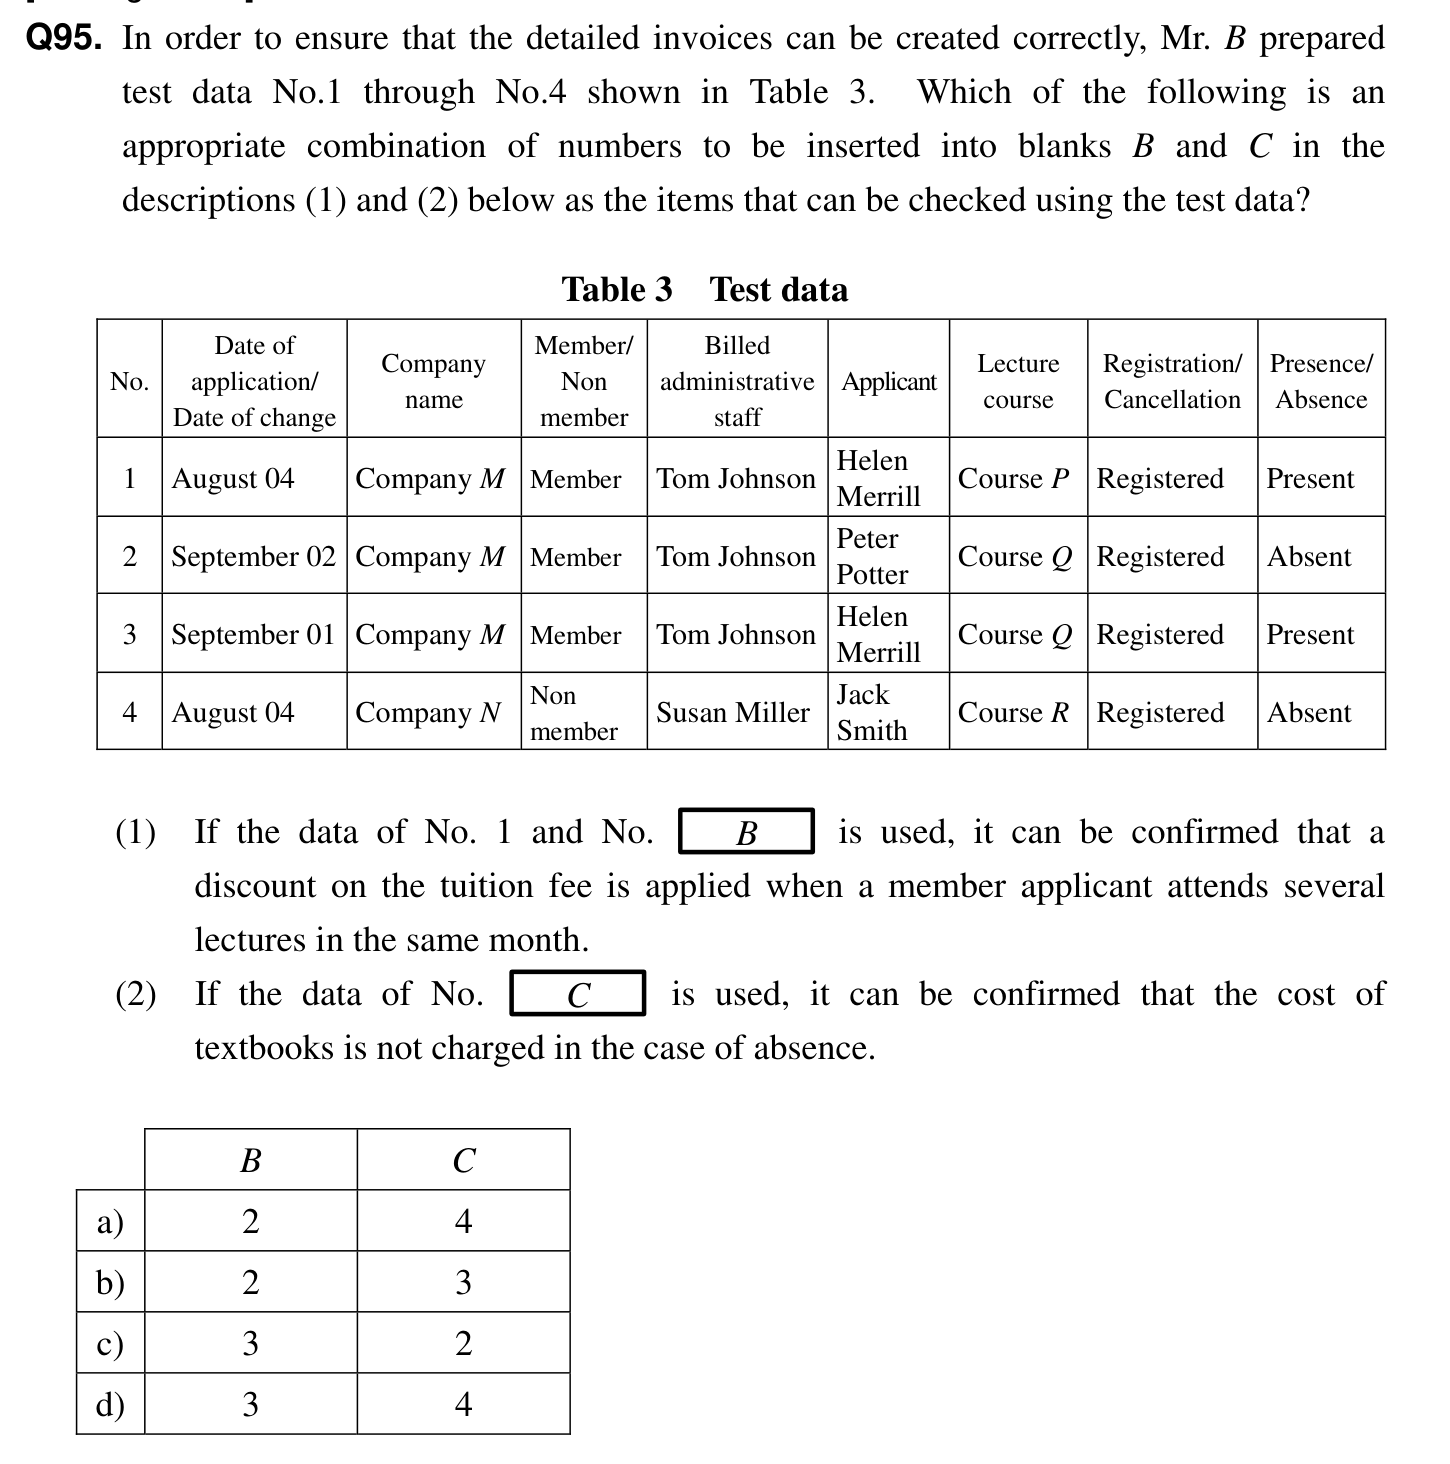 Q95. In order to ensure that the detailed invoices can be created correctly, Mr. B prepared
test data No.1 through No.4 shown in Table 3. Which of the following is an
appropriate combination of numbers to be inserted into blanks B and C in the
descriptions (1) and (2) below as the items that can be checked using the test data?
Table 3 Test data
No. Date of application/ Date of change Company name Member/ Non member Billed administrative staff Applicant Lecture course Registration/ Cancellation Presence/ Absence
1 August 04 Company M Member Tom Johnson Helen Merrill Course P Registered Present
2 September 02 Company M Member Tom Johnson Peter Potter Course Q Registered Absent
3 September 01 Company M Member Tom Johnson Helen Merrill Course Q Registered Present
4 August 04 Company N Non member Susan Miller Jack Smith Course R Registered Absent
(1) If the data of No. 1 and No. B is used, it can be confirmed that a
discount on the tuition fee is applied when a member applicant attends several
lectures in the same month.
(2) If the data of No. C is used, it can be confirmed that the cost of
textbooks is not charged in the case of absence.
B C
a) 2 4
b) 2 3
c) 3 2
d) 3 4